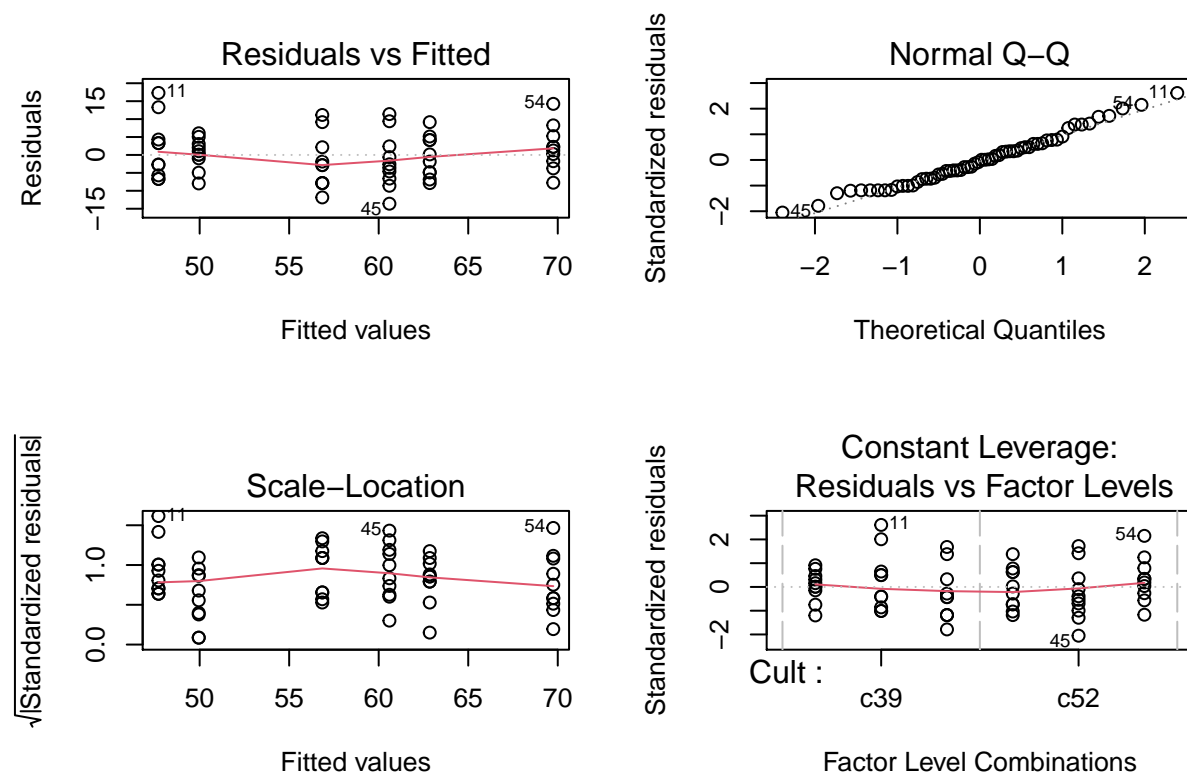 Residuals vs Fitted
Residuals
15
0
−15
11
54
45
50
55
60
65
70
Fitted values
Normal Q−Q
Standardized residuals
2
0
−2
54
11
45
−2
−1
0
1
2
Theoretical Quantiles
Scale−Location
√|Standardized residuals|
1.0
0.0
11
45
54
50
55
60
65
70
Fitted values
Constant Leverage:
Residuals vs Factor Levels
Standardized residuals
2
0
−2
11
54
45
Cult :
c39
c52
Factor Level Combinations